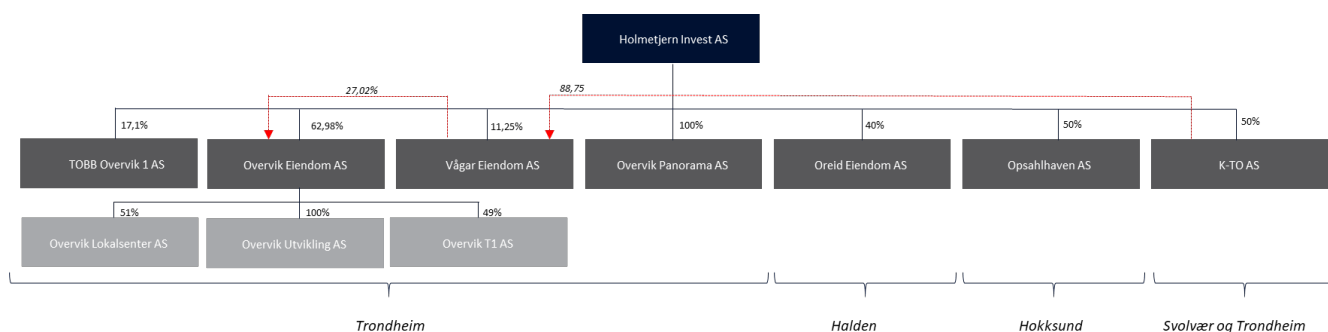 Holmetjern Invest AS
27,02%
88,75
17,1%
62,98%
11,25%
100%
40%
50%
50%
TOBB Overvik 1 AS
Overvik Eiendom AS
Vågar Eiendom AS
Overvik Panorama AS
Oreid Eiendom AS
Opsahlhaven AS
K-TO AS
51%
100%
49%
Overvik Lokalsenter AS
Overvik Utvikling AS
Overvik T1 AS
Trondheim
Halden
Hokksund
Svolvær og Trondheim